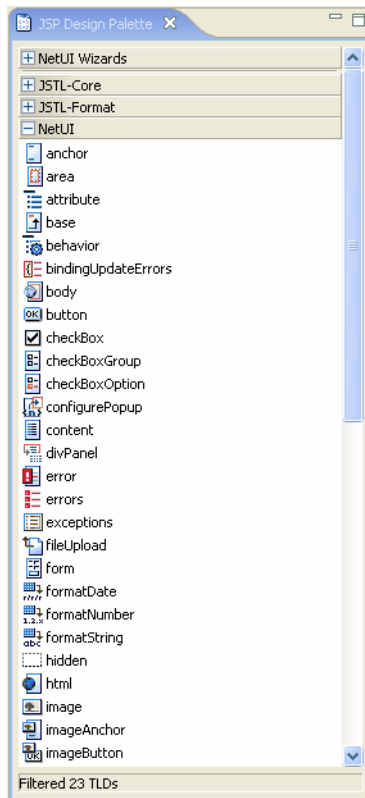 JSP Design Palette
NetUI Wizards
JSTL-Core
JSTL-Format
NetUI
anchor
area
attribute
base
behavior
bindingUpdateErrors
body
button
checkBox
checkBoxGroup
checkBoxOption
configurePopup
content
divPanel
error
errors
exceptions
fileUpload
form
formatDate
formatNumber
formatString
hidden
html
image
imageAnchor
imageButton
Filtered 23 TLDs